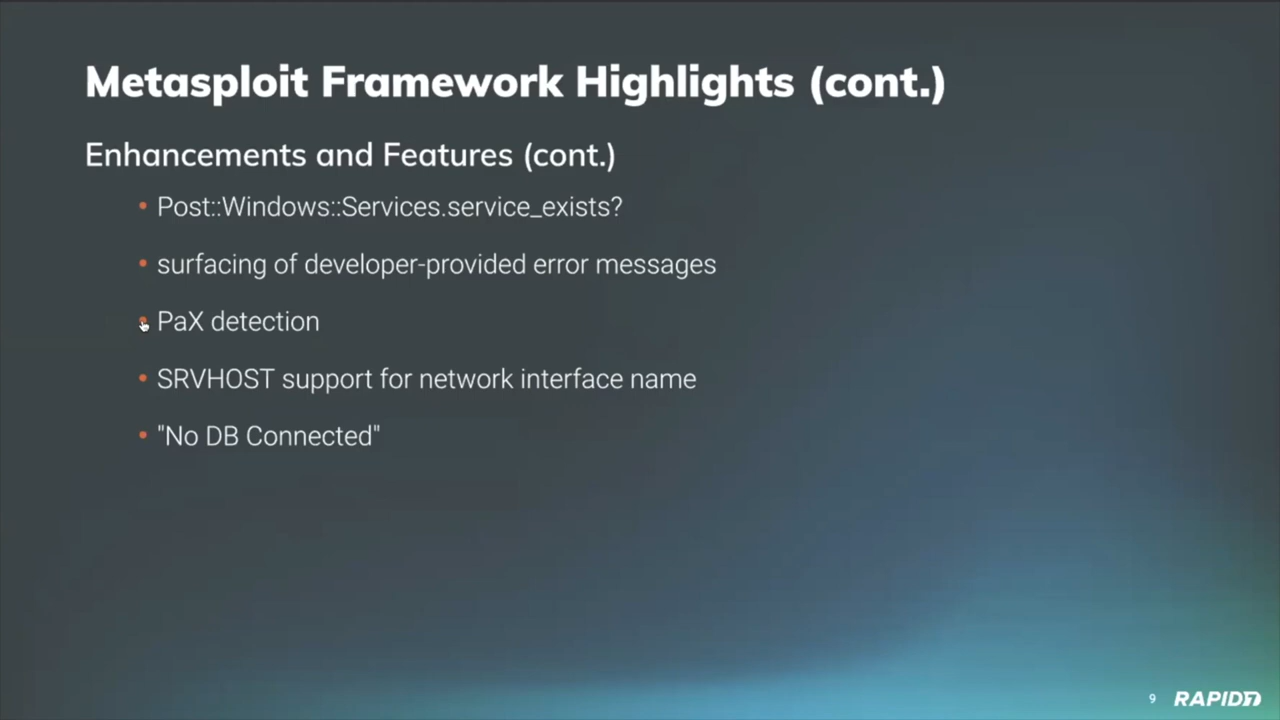 Metasploit Framework Highlights (cont.)
Enhancements and Features (cont.)
• Post::Windows::Services.service_exists?
• surfacing of developer-provided error messages
• PaX detection
• SRVHOST support for network interface name
• "No DB Connected"
9 RAPID7